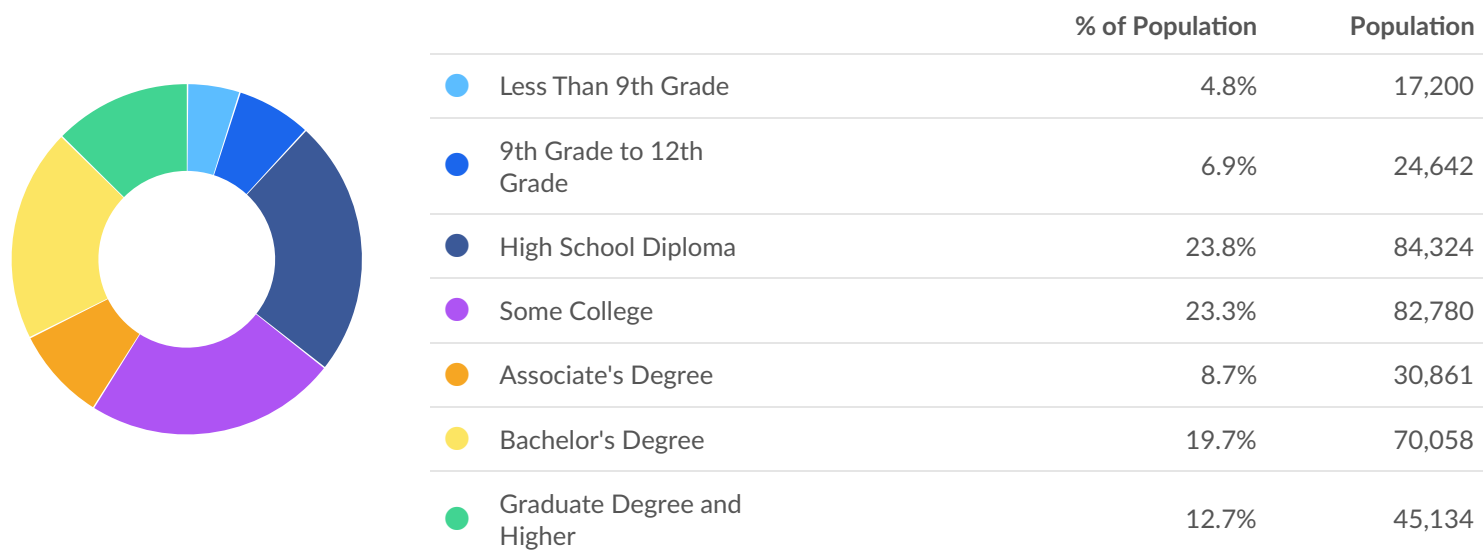 % of Population Population
Less Than 9th Grade 4.8% 17,200
9th Grade to 12th
Grade 6.9% 24,642
High School Diploma 23.8% 84,324
Some College 23.3% 82,780
Associate's Degree 8.7% 30,861
Bachelor's Degree 19.7% 70,058
Graduate Degree and
Higher 12.7% 45,134